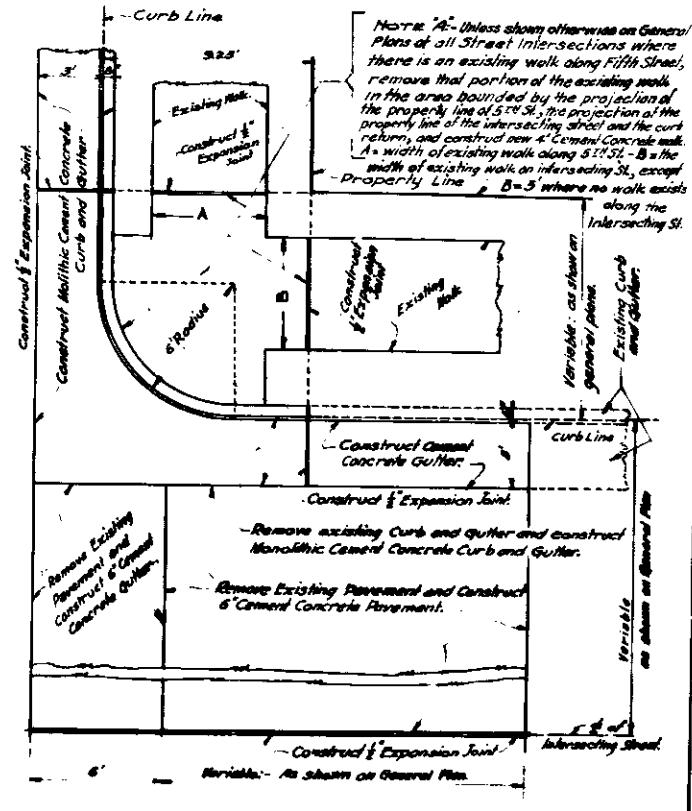 Curb Line
9.25'
NOTE "A":- Unless shown otherwise on General
Plans at all Street Intersections where
there is an existing walk along Fifth Street,
remove that portion of the existing walk
in the area bounded by the projection of
the property line of 5TH St., the projection of the
property line of the intersecting street and the curb
return, and construct new 4" Cement Concrete walk.
A = width of existing walk along 5TH St. - B = the
width of existing walk on intersecting St., except
B=5' where no walk exists
along the
Intersecting St.
3'
Existing Walk.
Construct ½"
Expansion
Joint
Property Line
A
Construct ½" Expansion Joint.
Construct Molithic Cement Concrete
Curb and Gutter.
6' Radius
B
Construct
½" Expansion
Joint
Existing
Walk
Variable:- as shown on
general plans.
Existing Curb
and Gutter.
Curb Line
Construct Cement
Concrete Gutter.
6'
Construct ½" Expansion Joint.
Remove existing Curb and Gutter and construct
Monolithic Cement Concrete Curb and Gutter.
Remove Existing
Pavement and
Construct 6" Cement
Concrete Gutter.
Remove Existing Pavement and Construct
6" Cement Concrete Pavement.
Variable
as shown on General Plan
of
Intersecting Street.
Construct ½" Expansion Joint
6'
Variable:- As shown on General Plan